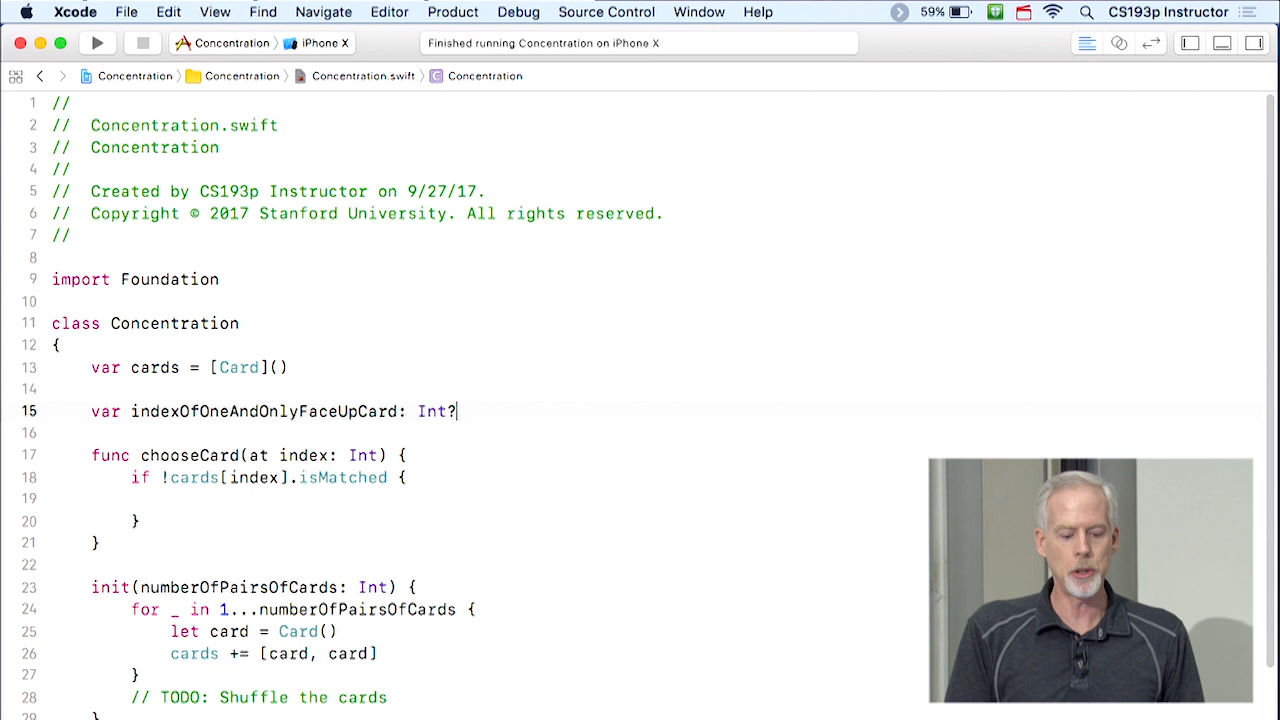 Xcode File Edit View Find Navigate Editor Product Debug Source Control Window Help 59% CS193p Instructor
Concentration iPhone X Finished running Concentration on iPhone X
Concentration Concentration Concentration.swift C Concentration
1 //
2 // Concentration.swift
3 // Concentration
4 //
5 // Created by CS193p Instructor on 9/27/17.
6 // Copyright © 2017 Stanford University. All rights reserved.
7 //
8
9 import Foundation
10
11 class Concentration
12 {
13 var cards = [Card]()
14
15 var indexOfOneAndOnlyFaceUpCard: Int?
16
17 func chooseCard(at index: Int) {
18 if !cards[index].isMatched {
19
20 }
21 }
22
23 init(numberOfPairsOfCards: Int) {
24 for _ in 1...numberOfPairsOfCards {
25 let card = Card()
26 cards += [card, card]
27 }
28 // TODO: Shuffle the cards
29 }